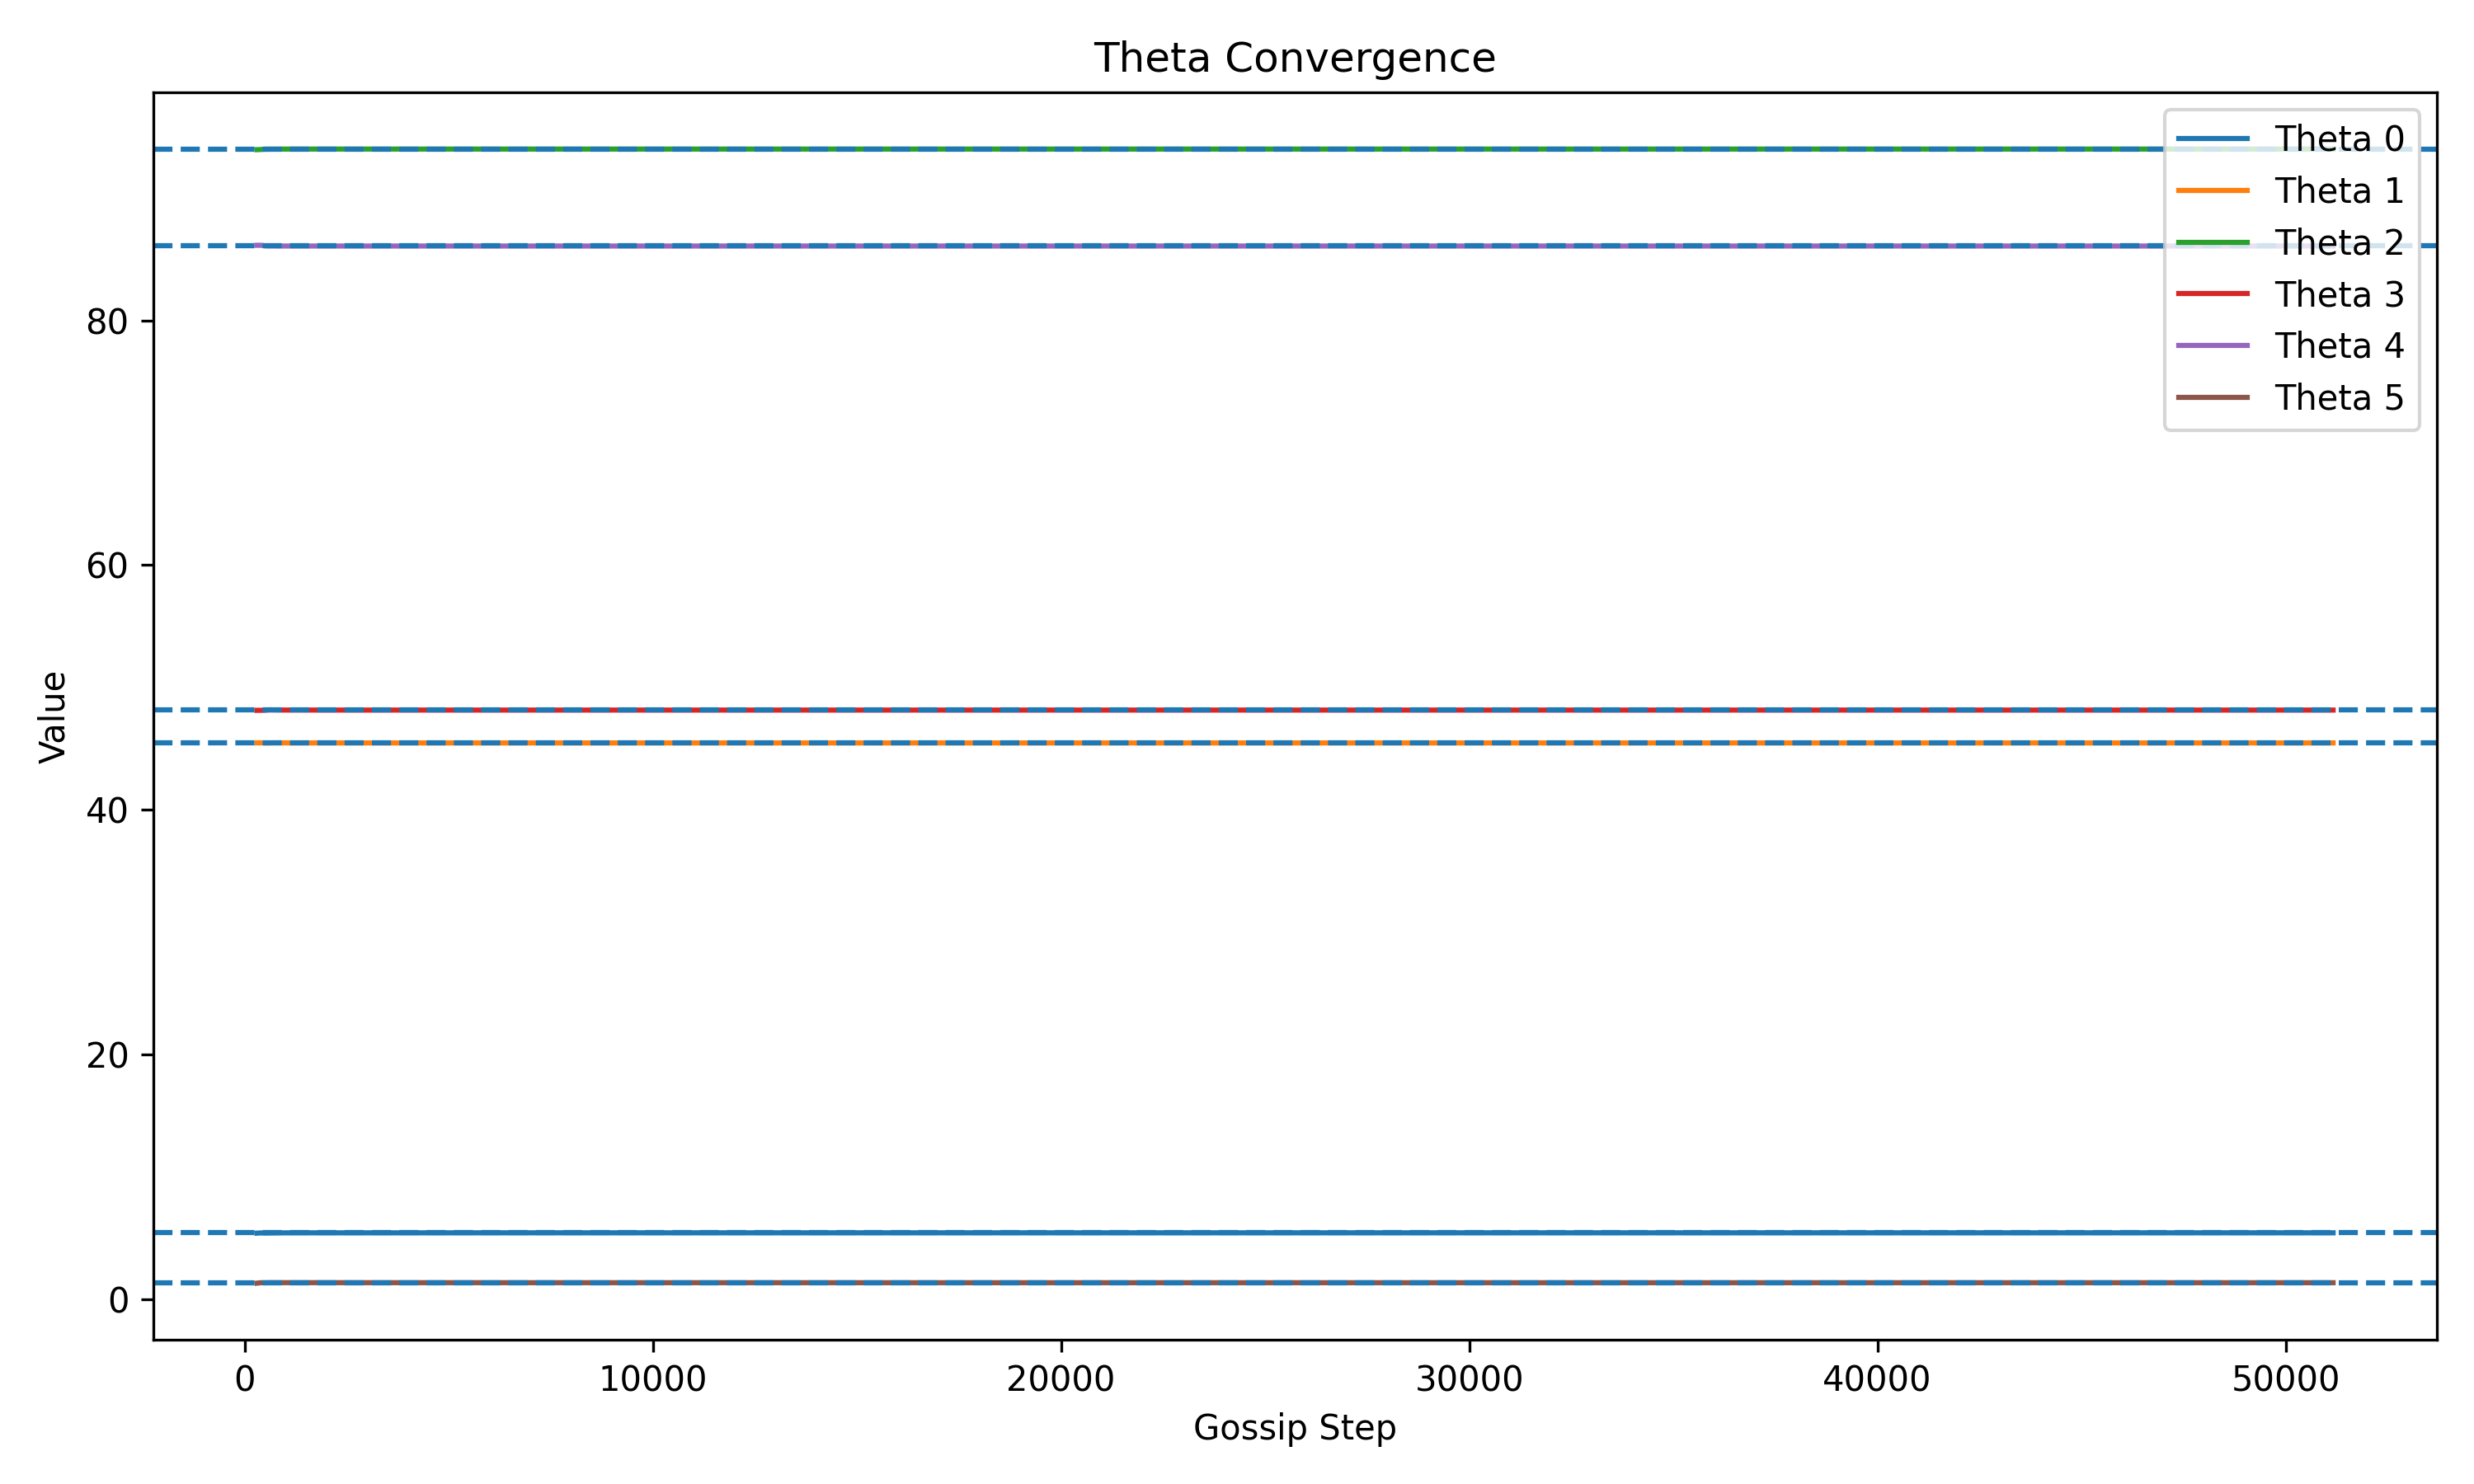 Theta Convergence
Theta 0
Theta 1
Theta 2
Theta 3
Theta 4
Theta 5
Value
80
60
40
20
0
0 10000 20000 30000 40000 50000
Gossip Step